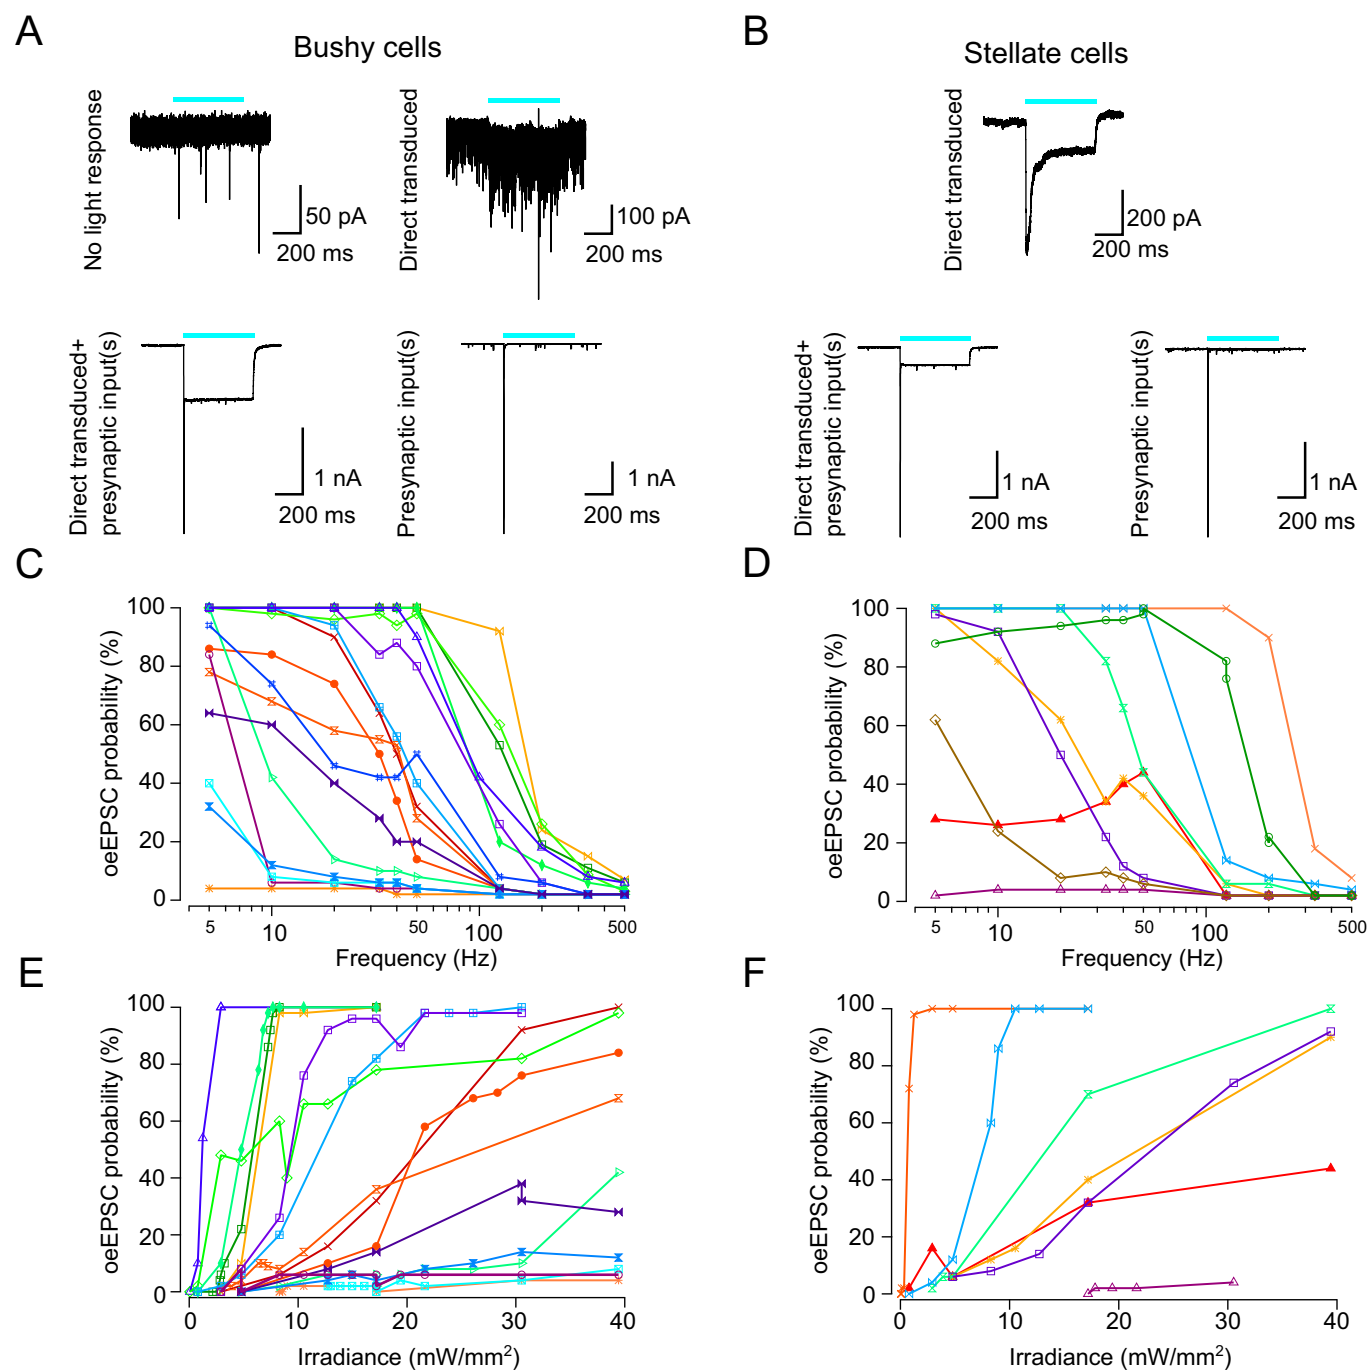 A
Bushy cells
No light response
50 pA
200 ms
Direct transduced
100 pA
200 ms
Direct transduced+
presynaptic input(s)
1 nA
200 ms
Presynaptic input(s)
1 nA
200 ms
B
Stellate cells
Direct transduced
200 pA
200 ms
Direct transduced+
presynaptic input(s)
1 nA
200 ms
Presynaptic input(s)
1 nA
200 ms
C
oeEPSC probability (%)
100
80
60
40
20
0
5 10 50 100 500
Frequency (Hz)
D
oeEPSC probability (%)
100
80
60
40
20
0
5 10 50 100 500
Frequency (Hz)
E
oeEPSC probability (%)
100
80
60
40
20
0
0 10 20 30 40
Irradiance (mW/mm²)
F
oeEPSC probability (%)
100
80
60
40
20
0
0 10 20 30 40
Irradiance (mW/mm²)